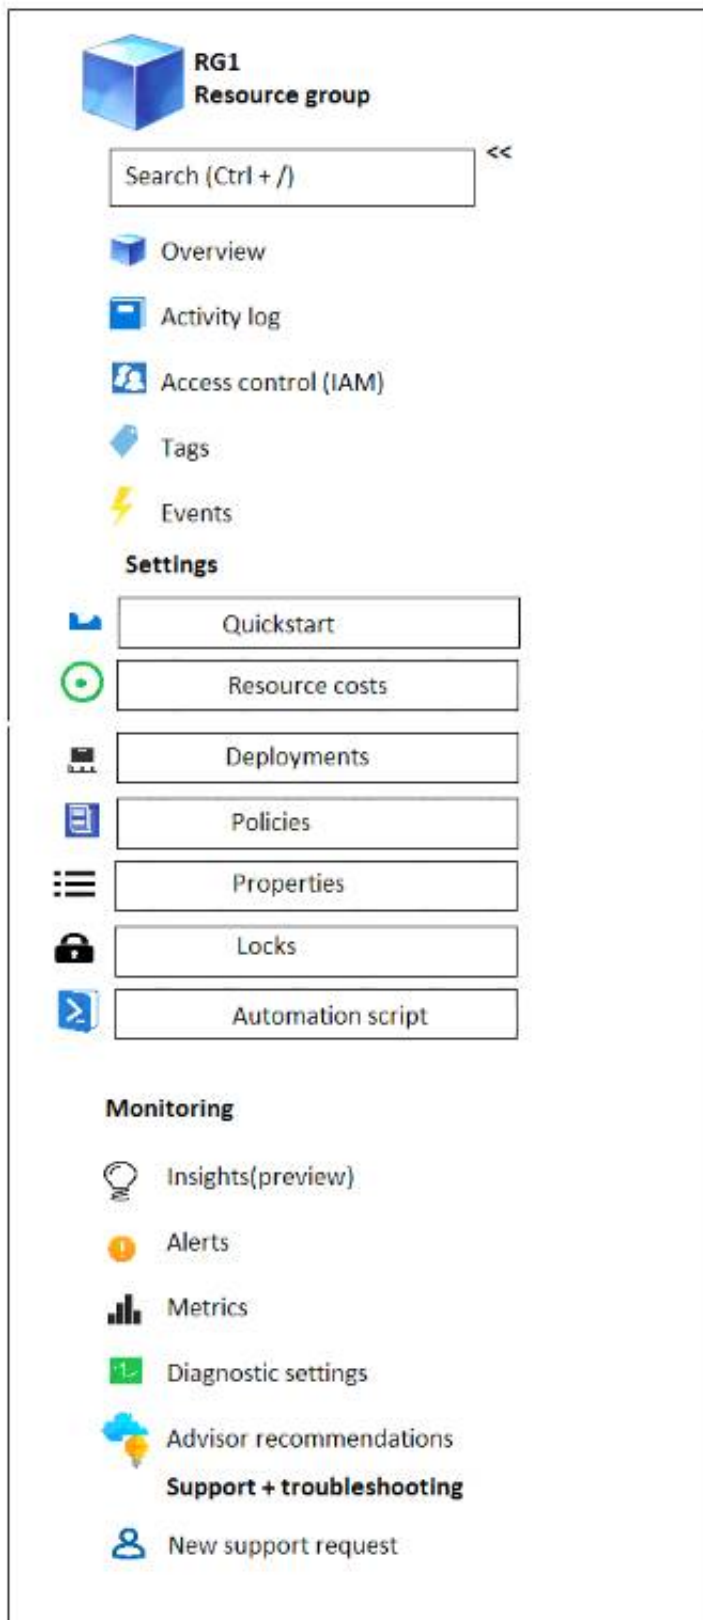 RG1
Resource group
<<
Search (Ctrl + /)
Overview
Activity log
Access control (IAM)
Tags
Events
Settings
Quickstart
Resource costs
Deployments
Policies
Properties
Locks
Automation script
Monitoring
Insights(preview)
Alerts
Metrics
Diagnostic settings
Advisor recommendations
Support + troubleshooting
New support request